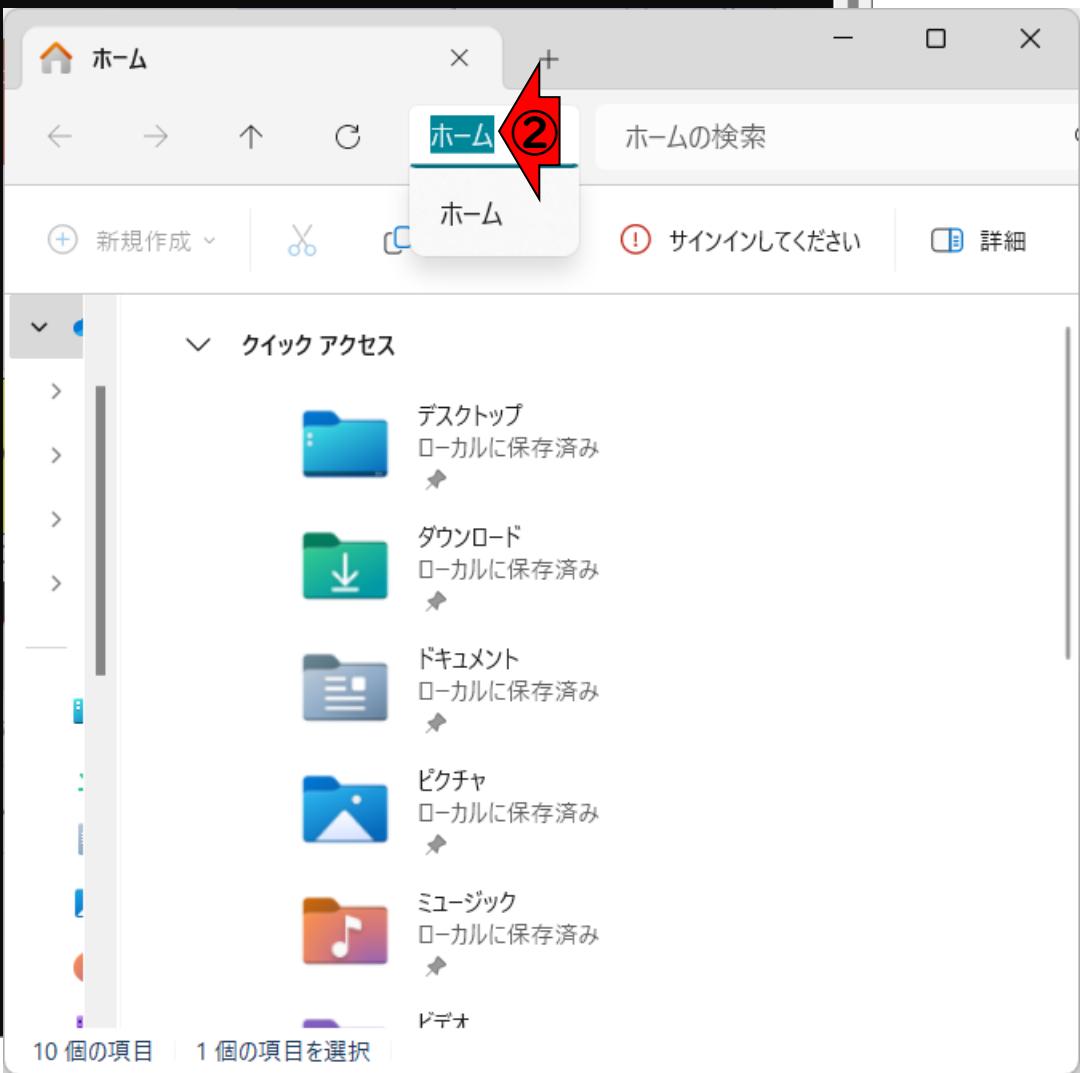 ホーム
ホーム ②
ホームの検索
ホーム
新規作成
サインインしてください
詳細
クイック アクセス
デスクトップ
ローカルに保存済み
ダウンロード
ローカルに保存済み
ドキュメント
ローカルに保存済み
ピクチャ
ローカルに保存済み
ミュージック
ローカルに保存済み
ビデオ
10 個の項目
1 個の項目を選択